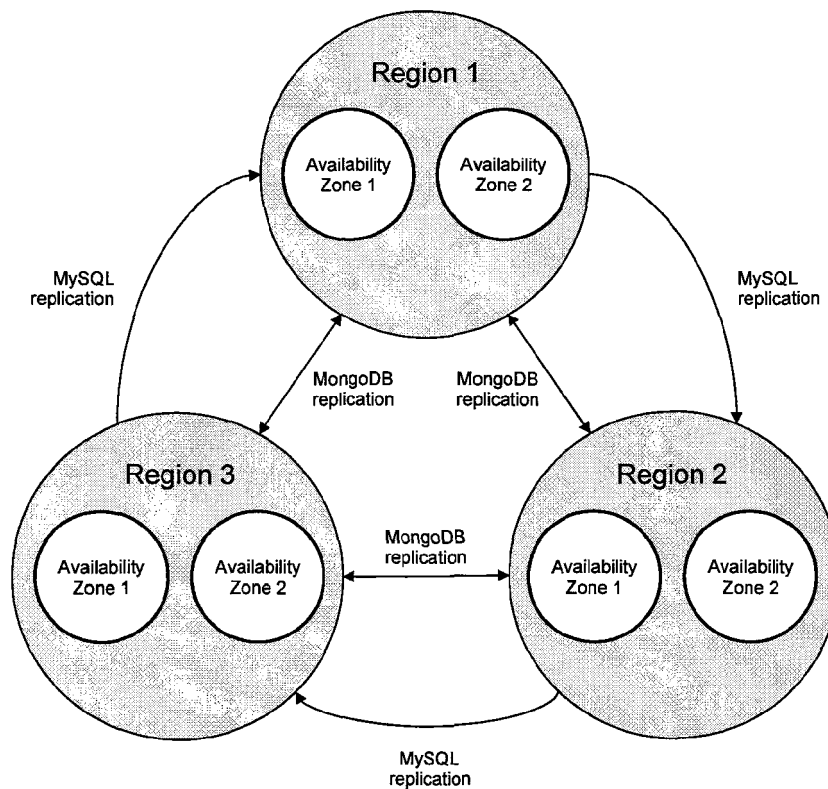 Region 1
Availability
Zone 1
Availability
Zone 2
MySQL
replication
MySQL
replication
MongoDB
replication
MongoDB
replication
Region 3
Availability
Zone 1
Availability
Zone 2
MongoDB
replication
Region 2
Availability
Zone 1
Availability
Zone 2
MySQL
replication